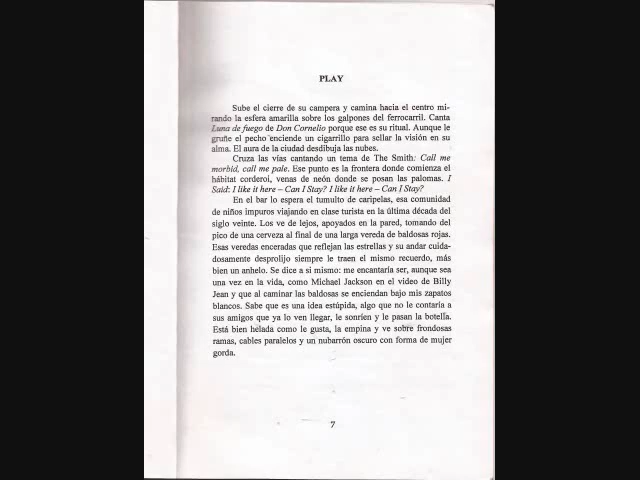 PLAY
Sube el cierre de su campera y camina hacia el centro mi-
rando la esfera amarilla sobre los galpones del ferrocarril. Canta
Luna de fuego de Don Cornelio porque ese es su ritual. Aunque le
gruñe el pecho enciende un cigarrillo para sellar la visión en su
alma. El aura de la ciudad desdibuja las nubes.
Cruza las vías cantando un tema de The Smith: Call me
morbid, call me pale. Ese punto es la frontera donde comienza el
hábitat corderoi, venas de neón donde se posan las palomas. I
Said: I like it here – Can I Stay? I like it here – Can I Stay?
En el bar lo espera el tumulto de caripelas, esa comunidad
de niños impuros viajando en clase turista en la última década del
siglo veinte. Los ve de lejos, apoyados en la pared, tomando del
pico de una cerveza al final de una larga vereda de baldosas rojas.
Esas veredas enceradas que reflejan las estrellas y su andar cuida-
dosamente desprolijo siempre le traen el mismo recuerdo, más
bien un anhelo. Se dice a si mismo: me encantaría ser, aunque sea
una vez en la vida, como Michael Jackson en el video de Billy
Jean y que al caminar las baldosas se enciendan bajo mis zapatos
blancos. Sabe que es una idea estúpida, algo que no le contaría a
sus amigos que ya lo ven llegar, le sonríen y le pasan la botella.
Está bien helada como le gusta, la empina y ve sobre frondosas
ramas, cables paralelos y un nubarrón oscuro con forma de mujer
gorda.
7